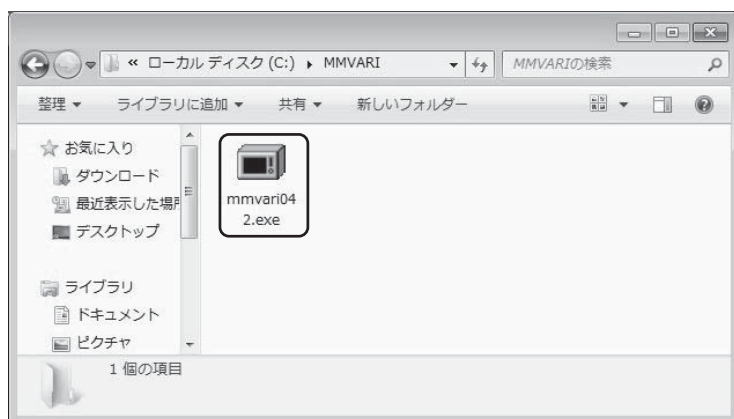 « ローカル ディスク (C:) ▸ MMVARI
MMVARIの検索
整理 ▼ ライブラリに追加 ▼ 共有 ▼ 新しいフォルダー
お気に入り
ダウンロード
最近表示した場所
デスクトップ
ライブラリ
ドキュメント
ピクチャ
mmvari04
2.exe
1 個の項目